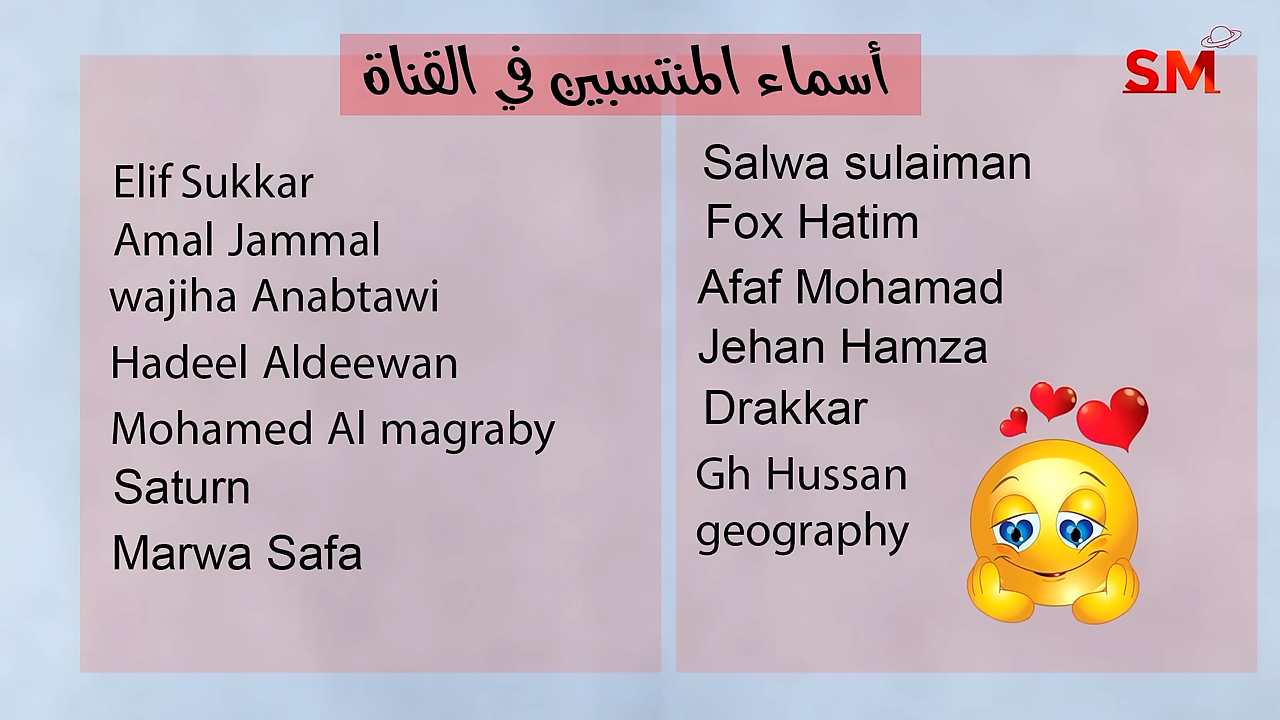 أسماء المنتسبين في القناة
SM
Elif Sukkar
Amal Jammal
wajiha Anabtawi
Hadeel Aldeewan
Mohamed Al magraby
Saturn
Marwa Safa
Salwa sulaiman
Fox Hatim
Afaf Mohamad
Jehan Hamza
Drakkar
Gh Hussan
geography